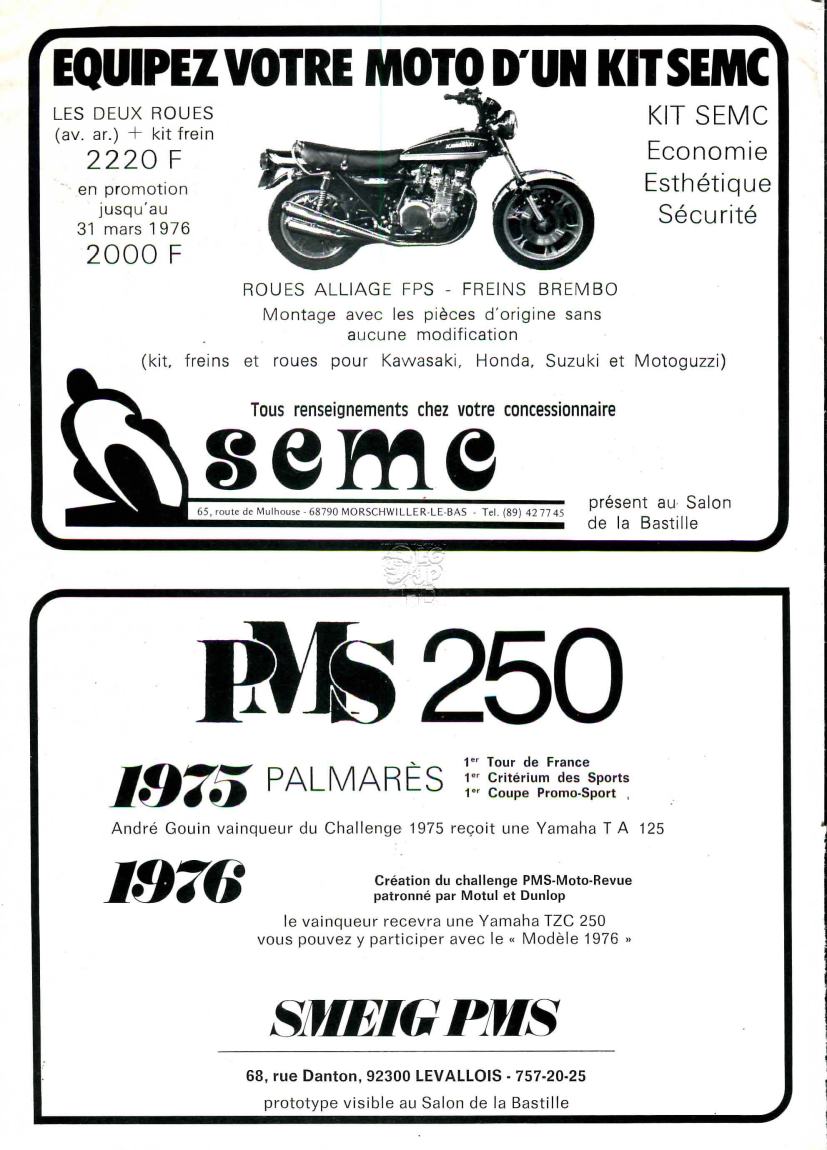 EQUIPEZ VOTRE MOTO D'UN KIT SEMC
LES DEUX ROUES
(av. ar.) + kit frein
2220 F
en promotion
jusqu'au
31 mars 1976
2000 F
KAWASAKI
KIT SEMC
Economie
Esthétique
Sécurité
ROUES ALLIAGE FPS - FREINS BREMBO
Montage avec les pièces d'origine sans
aucune modification
(kit, freins et roues pour Kawasaki, Honda, Suzuki et Motoguzzi)
Tous renseignements chez votre concessionnaire
semc
65, route de Mulhouse - 68790 MORSCHWILLER-LE-BAS - Tel. (89) 42 77 45
présent au Salon
de la Bastille
PMS 250
1975 PALMARÈS
1er Tour de France
1er Critérium des Sports
1er Coupe Promo-Sport
André Gouin vainqueur du Challenge 1975 reçoit une Yamaha T A 125
1976
Création du challenge PMS-Moto-Revue
patronné par Motul et Dunlop
le vainqueur recevra une Yamaha TZC 250
vous pouvez y participer avec le « Modèle 1976 »
SMEIG PMS
68, rue Danton, 92300 LEVALLOIS - 757-20-25
prototype visible au Salon de la Bastille